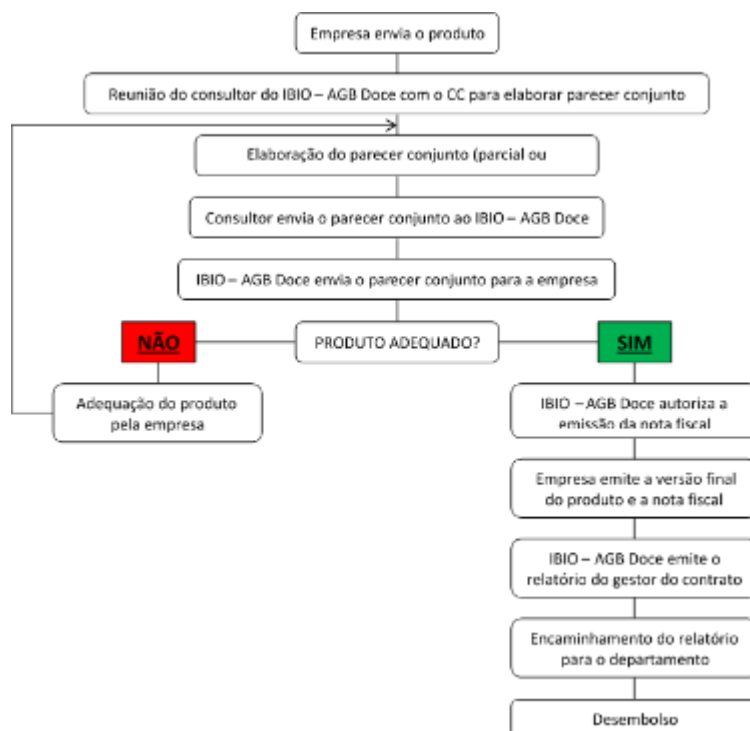 Empresa envia o produto
Reunião do consultor do IBIO – AGB Doce com o CC para elaborar parecer conjunto
Elaboração do parecer conjunto (parcial ou
Consultor envia o parecer conjunto ao IBIO – AGB Doce
IBIO – AGB Doce envia o parecer conjunto para a empresa
NÃO
PRODUTO ADEQUADO?
SIM
Adequação do produto
pela empresa
IBIO – AGB Doce autoriza a
emissão da nota fiscal
Empresa emite a versão final
do produto e a nota fiscal
IBIO – AGB Doce emite o
relatório do gestor do contrato
Encaminhamento do relatório
para o departamento
Desembolso